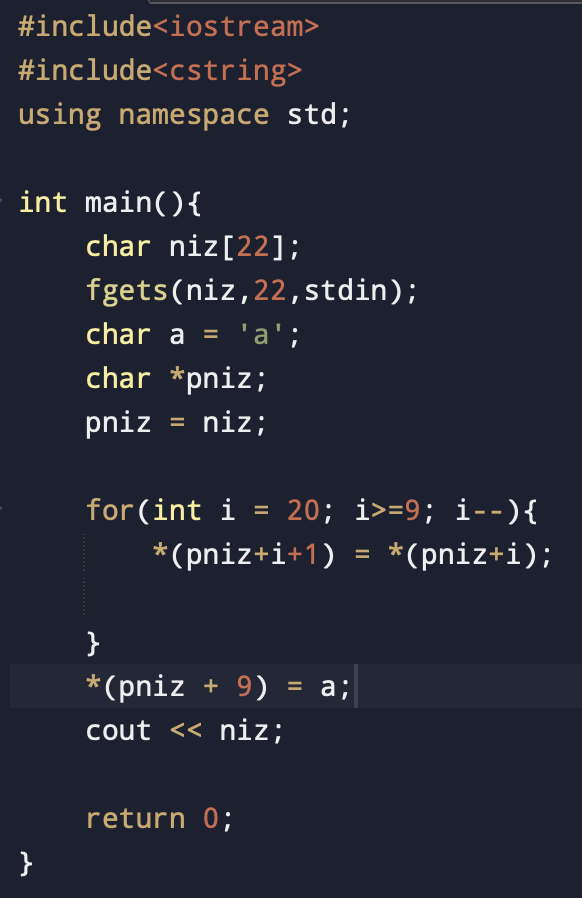 #include<iostream>
#include<cstring>
using namespace std;
int main(){
    char niz[22];
    fgets(niz,22,stdin);
    char a = 'a';
    char *pniz;
    pniz = niz;
    for(int i = 20; i>=9; i--){
        *(pniz+i+1) = *(pniz+i);
    }
    *(pniz + 9) = a;
    cout << niz;
    return 0;
}